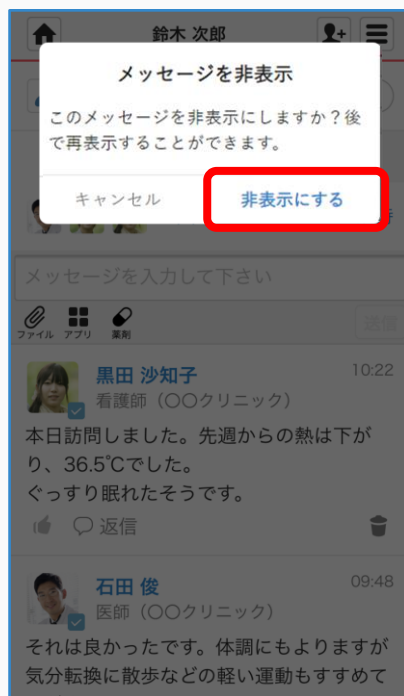 鈴木 次郎
メッセージを非表示
このメッセージを非表示にしますか？後
で再表示することができます。
キャンセル
非表示にする
メッセージを入力して下さい
ファイル
アプリ
薬剤
送信
黒田 沙知子
10:22
看護師（〇〇クリニック）
本日訪問しました。先週からの熱は下が
り、36.5℃でした。
ぐっすり眠れたそうです。
返信
石田 俊
09:48
医師（〇〇クリニック）
それは良かったです。体調にもよりますが
気分転換に散歩などの軽い運動もすすめて